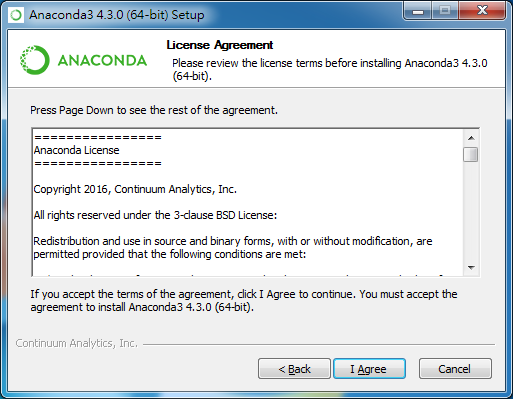 Anaconda3 4.3.0 (64-bit) Setup
ANACONDA
License Agreement
Please review the license terms before installing Anaconda3 4.3.0
(64-bit).
Press Page Down to see the rest of the agreement.
================
Anaconda License
================
Copyright 2016, Continuum Analytics, Inc.
All rights reserved under the 3-clause BSD License:
Redistribution and use in source and binary forms, with or without modification, are
permitted provided that the following conditions are met:
If you accept the terms of the agreement, click I Agree to continue. You must accept the
agreement to install Anaconda3 4.3.0 (64-bit).
Continuum Analytics, Inc.
< Back
I Agree
Cancel